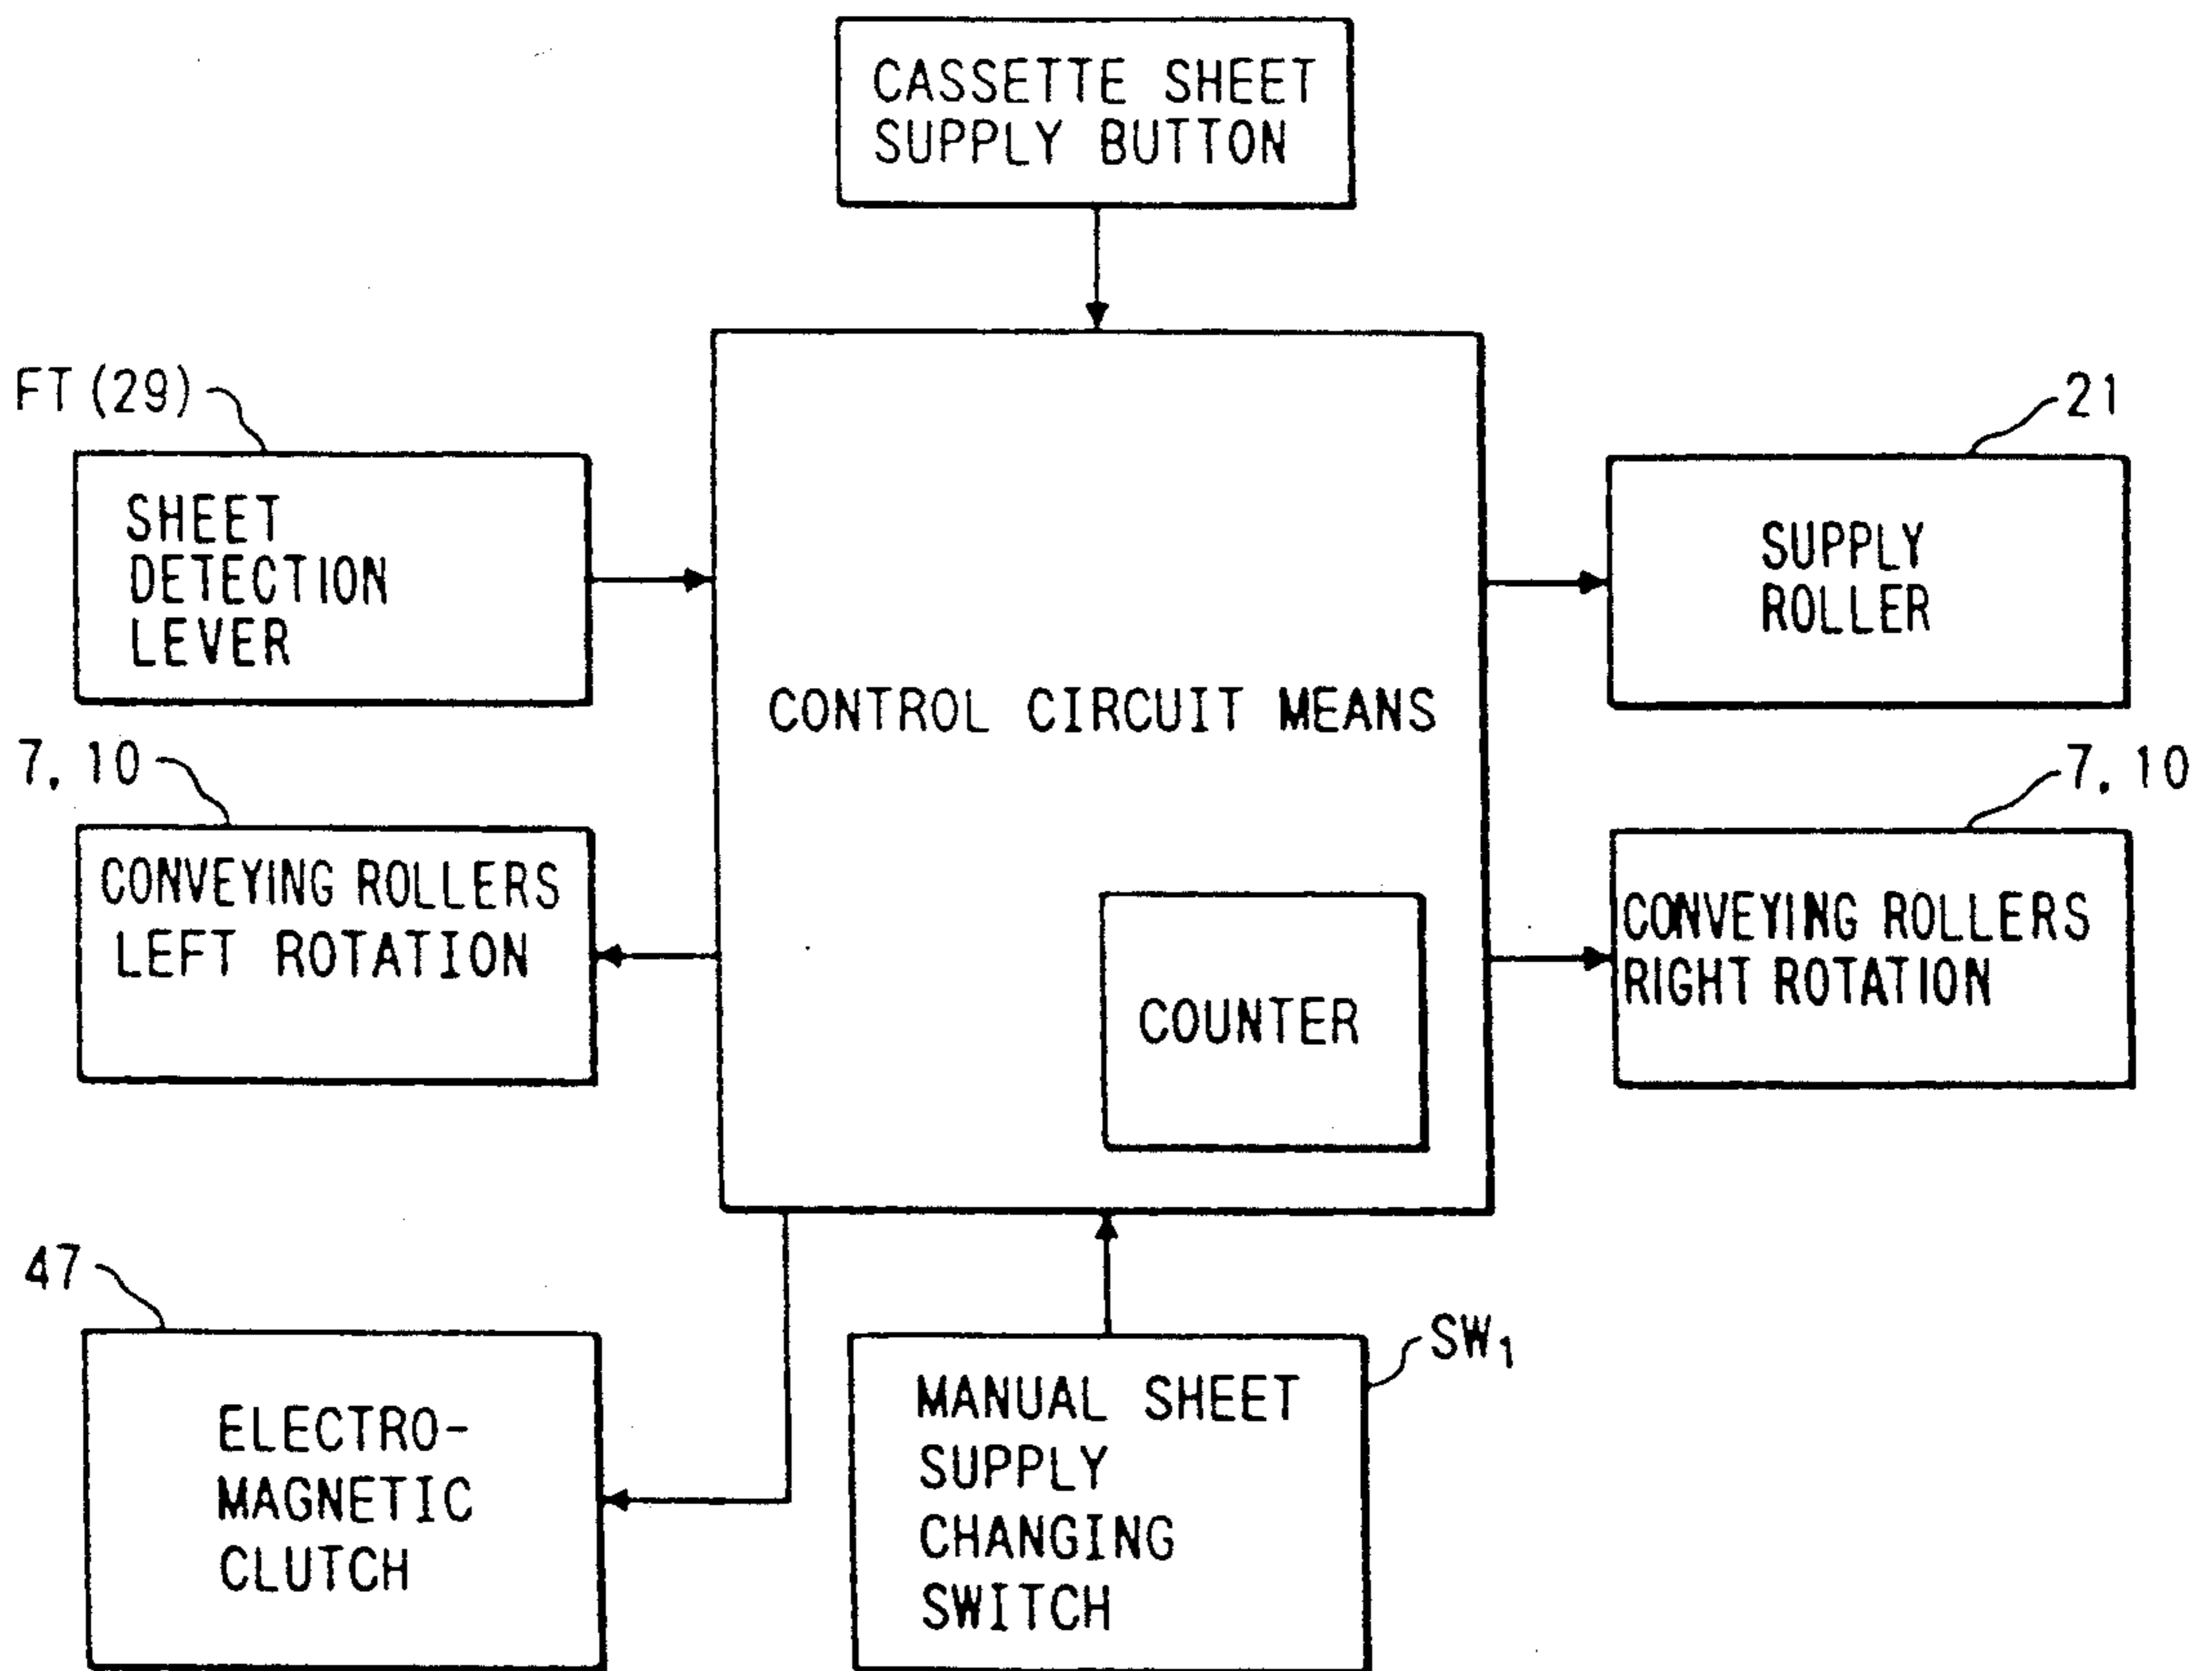 CASSETTE SHEET
SUPPLY BUTTON
FT (29)
SHEET
DETECTION
LEVER
21
SUPPLY
ROLLER
CONTROL CIRCUIT MEANS
7, 10
CONVEYING ROLLERS
LEFT ROTATION
7, 10
CONVEYING ROLLERS
RIGHT ROTATION
COUNTER
47
ELECTRO-
MAGNETIC
CLUTCH
SW₁
MANUAL SHEET
SUPPLY
CHANGING
SWITCH